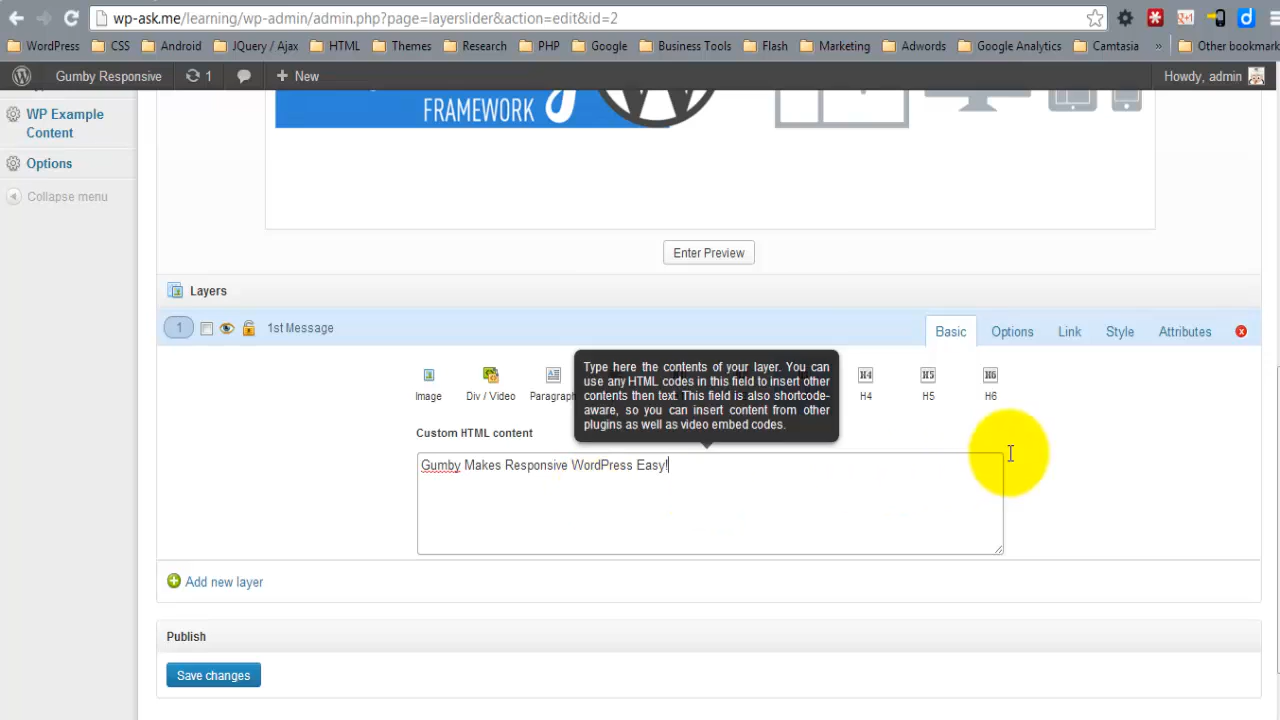 wp-ask.me/learning/wp-admin/admin.php?page=layerslider&action=edit&id=2
WordPress CSS Android JQuery / Ajax HTML Themes Research PHP Google Business Tools Flash Marketing Adwords Google Analytics Camtasia » Other bookmark
Gumby Responsive 1 + New Howdy, admin
WP Example
Content
Options
Collapse menu
FRAMEWORK
Enter Preview
Layers
1 1st Message Basic Options Link Style Attributes
Image Div / Video Paragraph H4 H5 H6
Type here the contents of your layer. You can
use any HTML codes in this field to insert other
contents then text. This field is also shortcode-
aware, so you can insert content from other
plugins as well as video embed codes.
Custom HTML content
Gumby Makes Responsive WordPress Easy!
Add new layer
Publish
Save changes